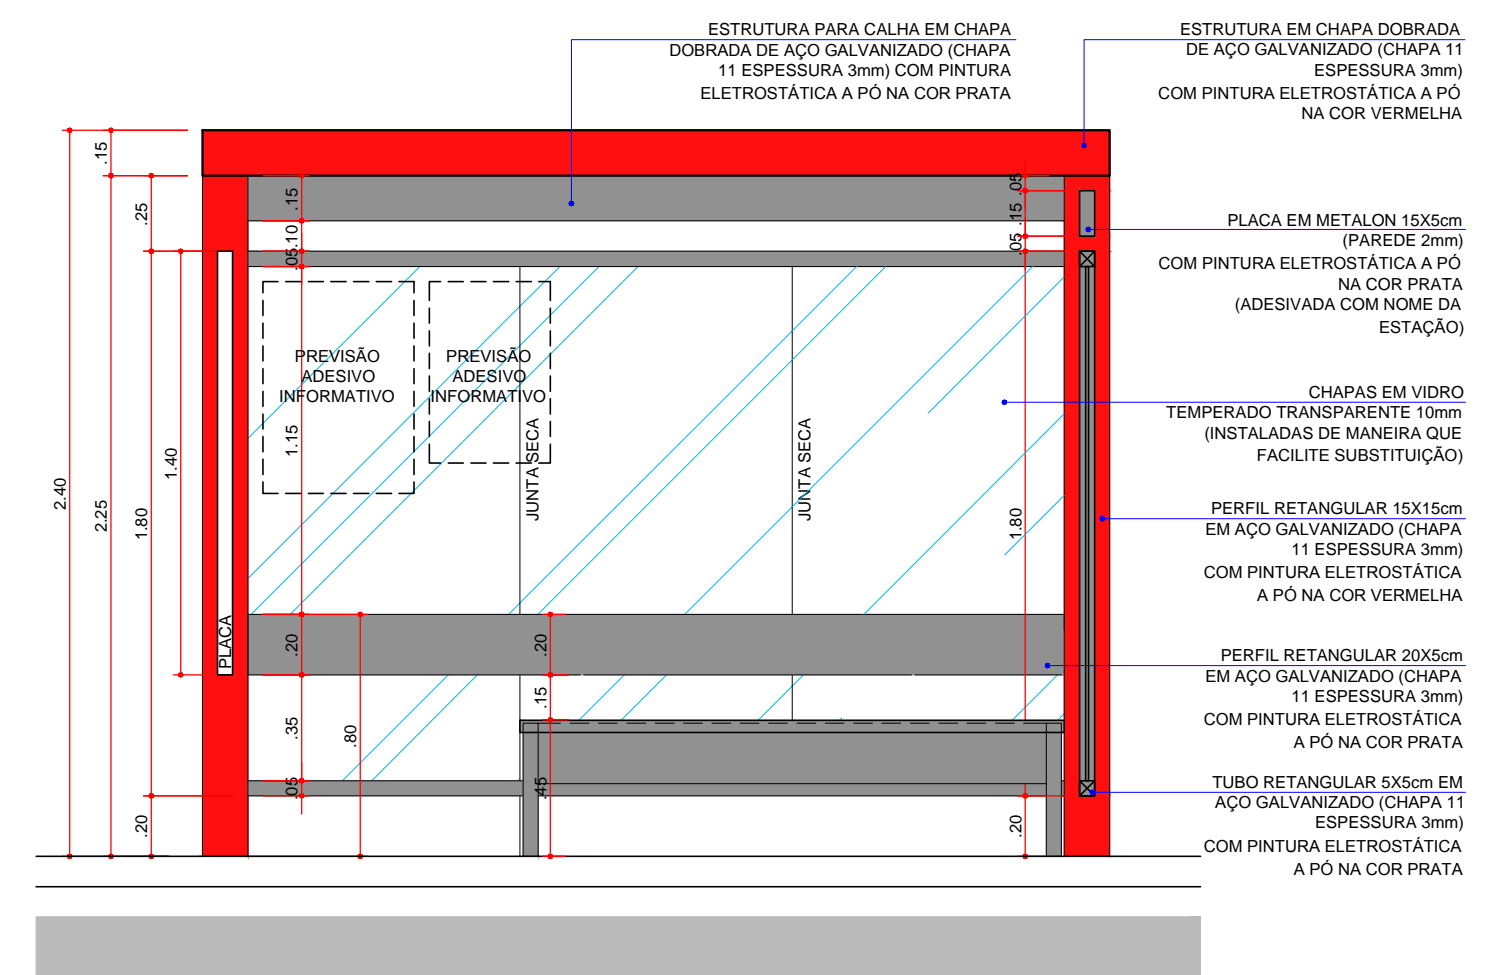 ESTRUTURA PARA CALHA EM CHAPA
DOBRADA DE AÇO GALVANIZADO (CHAPA
11 ESPESSURA 3mm) COM PINTURA
ELETROSTÁTICA A PÓ NA COR PRATA
ESTRUTURA EM CHAPA DOBRADA
DE AÇO GALVANIZADO (CHAPA 11
ESPESSURA 3mm)
COM PINTURA ELETROSTÁTICA A PÓ
NA COR VERMELHA
PLACA EM METALON 15X5cm
(PAREDE 2mm)
COM PINTURA ELETROSTÁTICA A PÓ
NA COR PRATA
(ADESIVADA COM NOME DA
ESTAÇÃO)
CHAPAS EM VIDRO
TEMPERADO TRANSPARENTE 10mm
(INSTALADAS DE MANEIRA QUE
FACILITE SUBSTITUIÇÃO)
PERFIL RETANGULAR 15X15cm
EM AÇO GALVANIZADO (CHAPA
11 ESPESSURA 3mm)
COM PINTURA ELETROSTÁTICA
A PÓ NA COR VERMELHA
PERFIL RETANGULAR 20X5cm
EM AÇO GALVANIZADO (CHAPA
11 ESPESSURA 3mm)
COM PINTURA ELETROSTÁTICA
A PÓ NA COR PRATA
TUBO RETANGULAR 5X5cm EM
AÇO GALVANIZADO (CHAPA 11
ESPESSURA 3mm)
COM PINTURA ELETROSTÁTICA
A PÓ NA COR PRATA
2.40
.15
2.25
.25
1.80
.20
1.40
PLACA
.15
.10
.05
1.15
.20
.35
.05
.80
PREVISÃO
ADESIVO
INFORMATIVO
PREVISÃO
ADESIVO
INFORMATIVO
JUNTA SECA
JUNTA SECA
.20
.15
.45
.05
.15
.05
1.80
.20